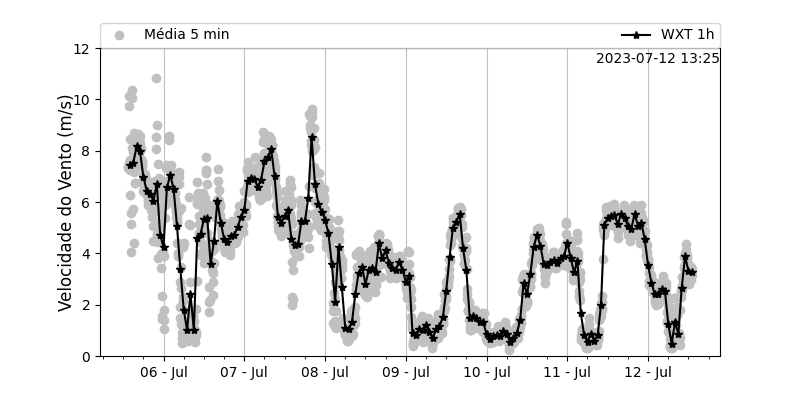 Média 5 min
WXT 1h
2023-07-12 13:25
Velocidade do Vento (m/s)
12
10
8
6
4
2
0
06 - Jul
07 - Jul
08 - Jul
09 - Jul
10 - Jul
11 - Jul
12 - Jul